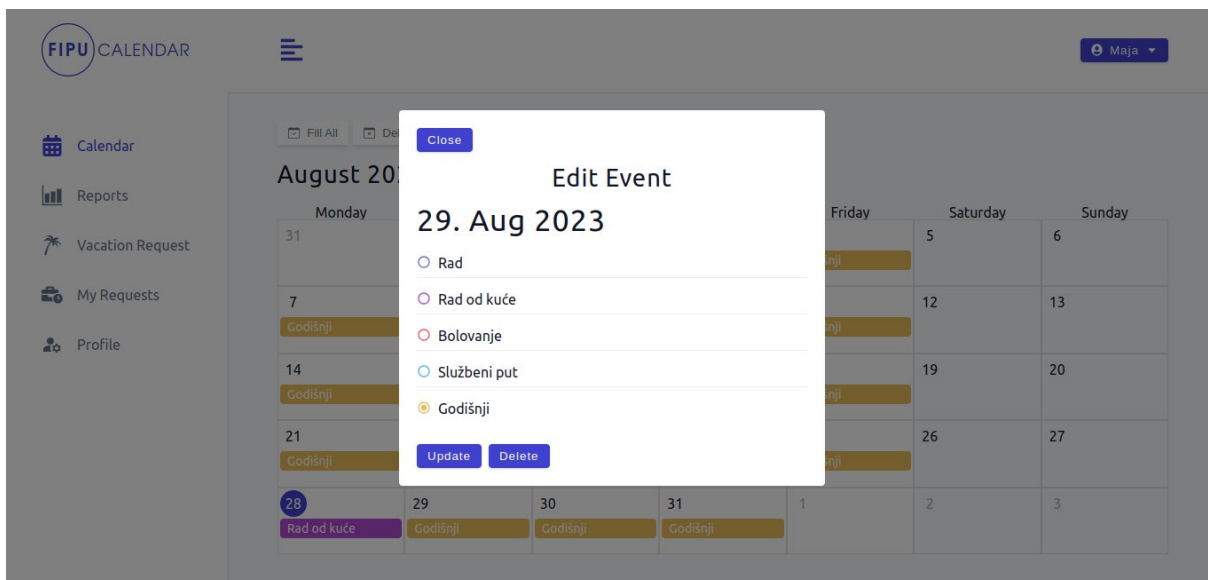 FIPU CALENDAR
Maja
Calendar
Reports
Vacation Request
My Requests
Profile
Fill All
August
Close
Edit Event
29. Aug 2023
Rad
Rad od kuće
Bolovanje
Službeni put
Godišnji
Update Delete
Monday Friday Saturday Sunday
31 5 6
7 12 13
Godišnji
14 19 20
Godišnji
21 26 27
Godišnji
28 29 30 31 1 2 3
Rad od kuće Godišnji Godišnji Godišnji